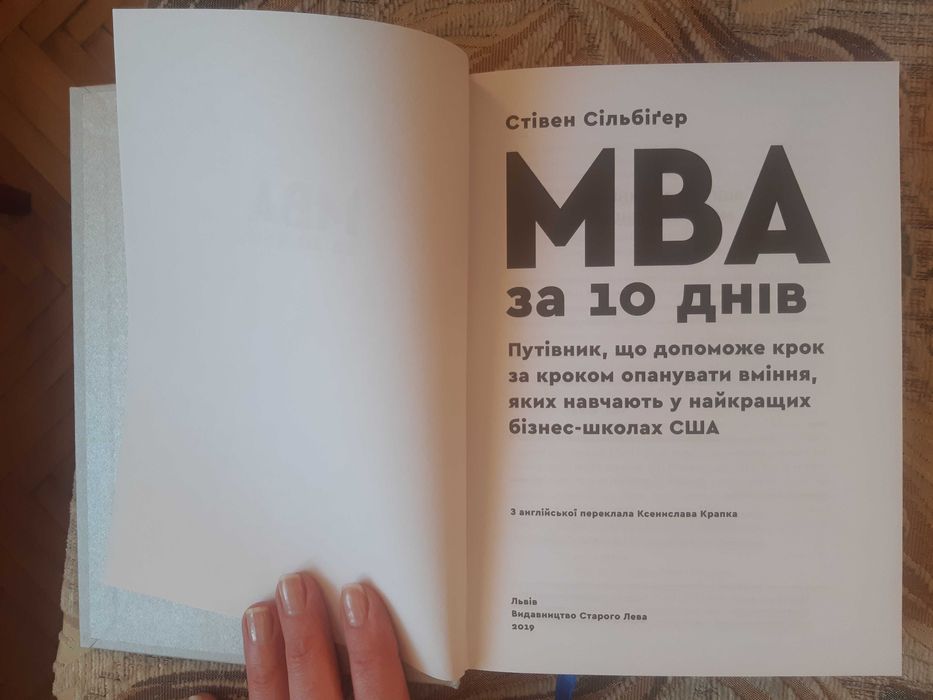 Стівен Сільбіґер
МВА
за 10 днів
Путівник, що допоможе крок
за кроком опанувати вміння,
яких навчають у найкращих
бізнес-школах США
З англійської переклала Ксенислава Крапка
Львів
Видавництво Старого Лева
2019